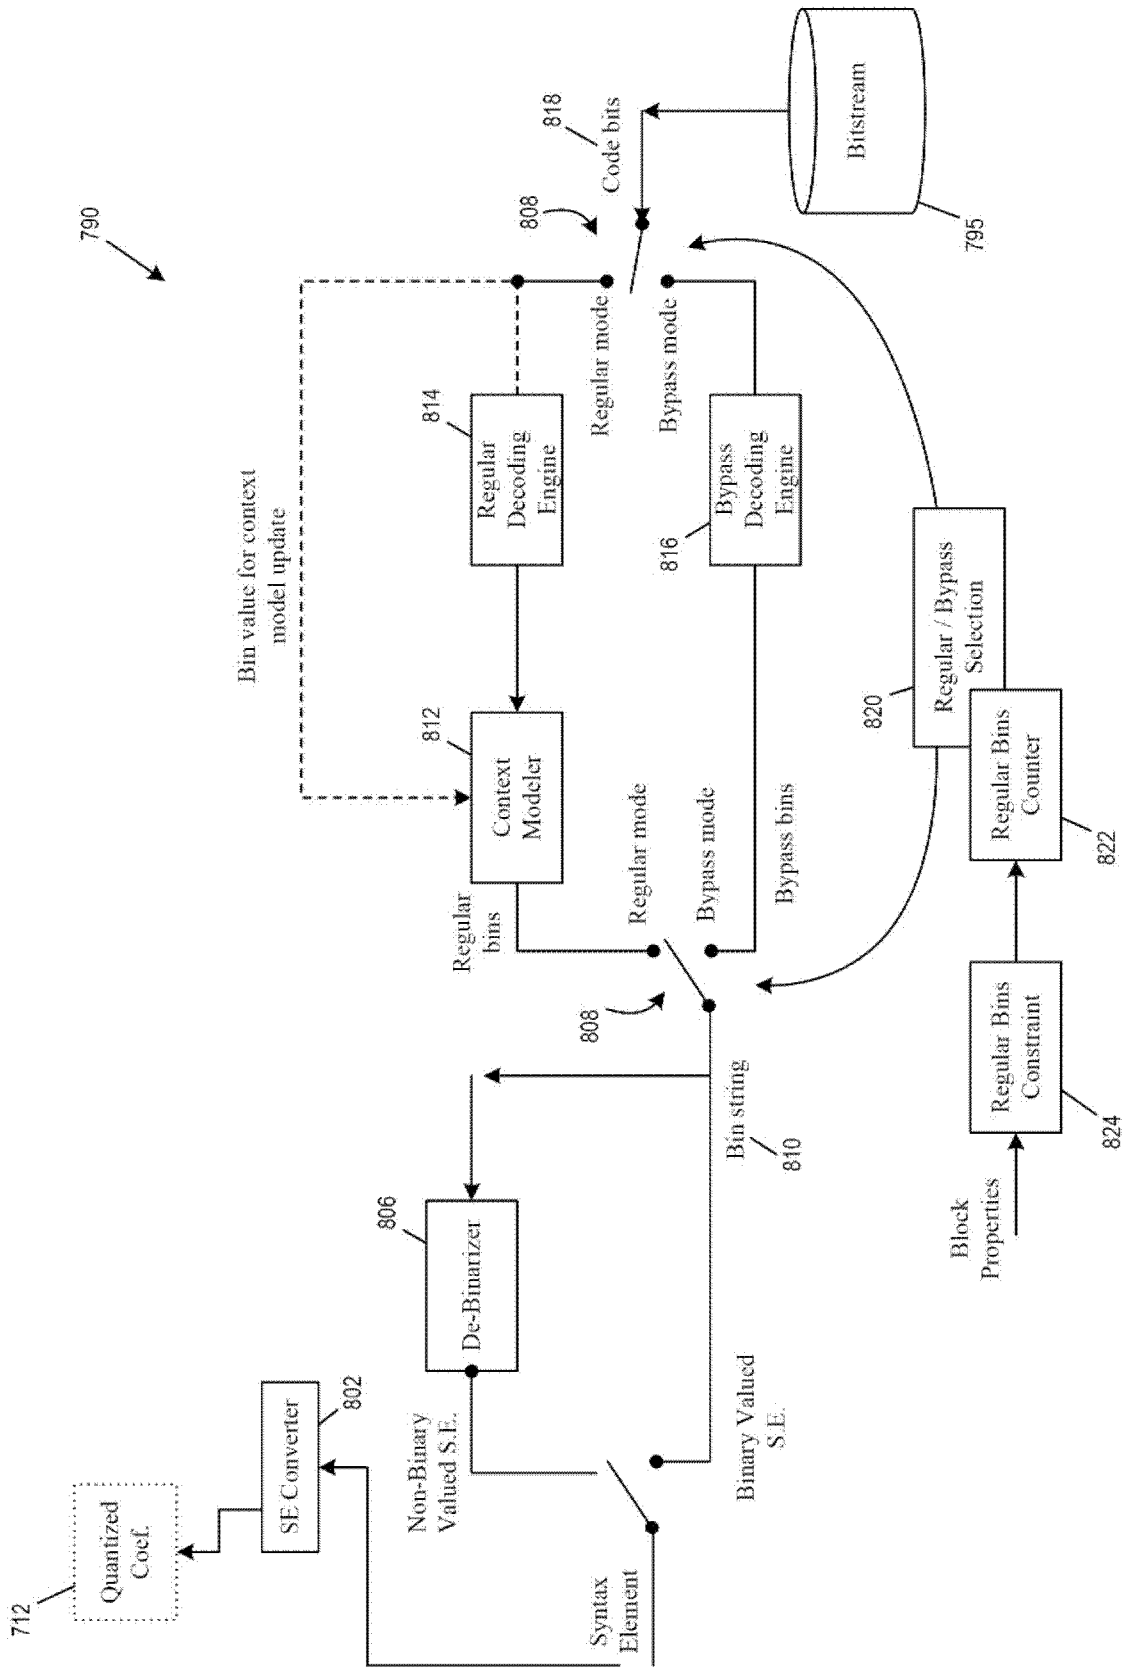 790
Bin value for context
model update
712
Quantized
Coef.
SE Converter
802
Non-Binary
Valued S.E.
De-Binarizer
806
Regular
bins
Context
Modeler
812
Regular
Decoding
Engine
814
Syntax
Element
Binary Valued
S.E.
Bin string
810
808
Regular mode
Bypass mode
Bypass bins
816
Bypass
Decoding
Engine
Regular mode
Bypass mode
808
Code bits
818
Bitstream
795
820
Regular / Bypass
Selection
Regular Bins
Counter
822
Regular Bins
Constraint
824
Block
Properties